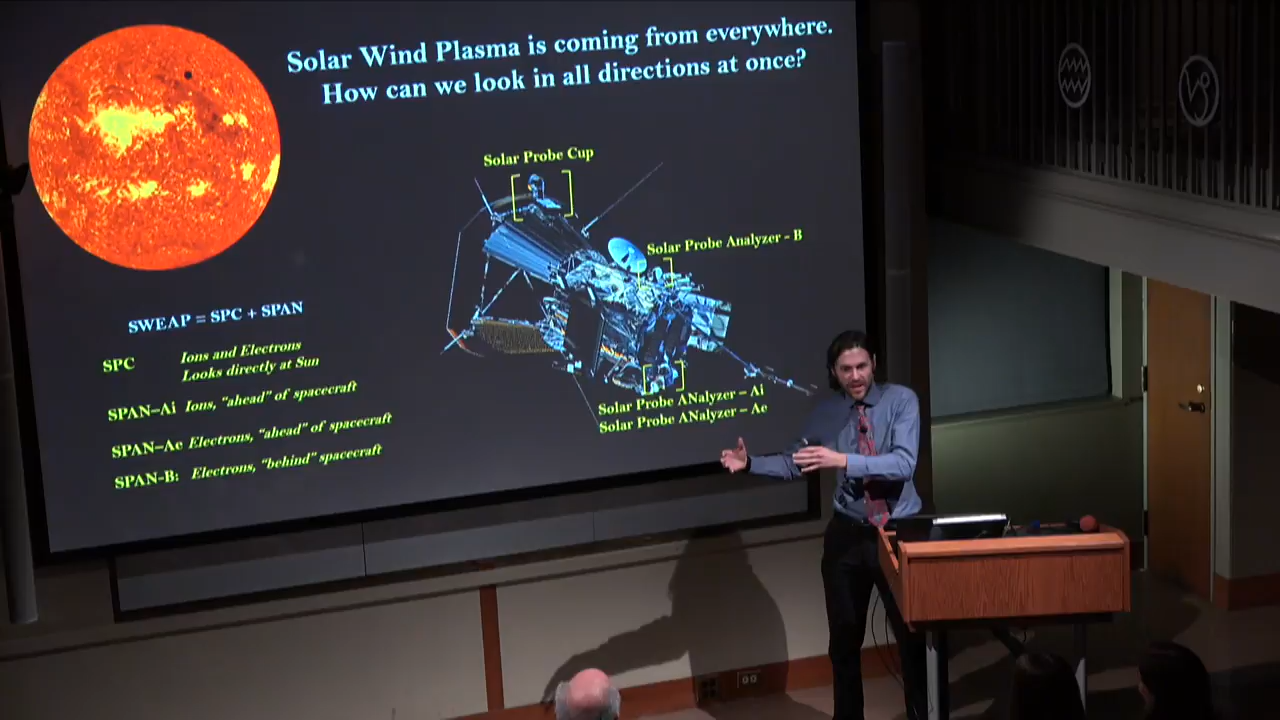 Solar Wind Plasma is coming from everywhere.
How can we look in all directions at once?
Solar Probe Cup
Solar Probe Analyzer - B
SWEAP = SPC + SPAN
SPC Ions and Electrons
Looks directly at Sun
SPAN-Ai Ions, "ahead" of spacecraft
SPAN-Ae Electrons, "ahead" of spacecraft
SPAN-B: Electrons, "behind" spacecraft
Solar Probe ANalyzer – Ai
Solar Probe ANalyzer – Ae